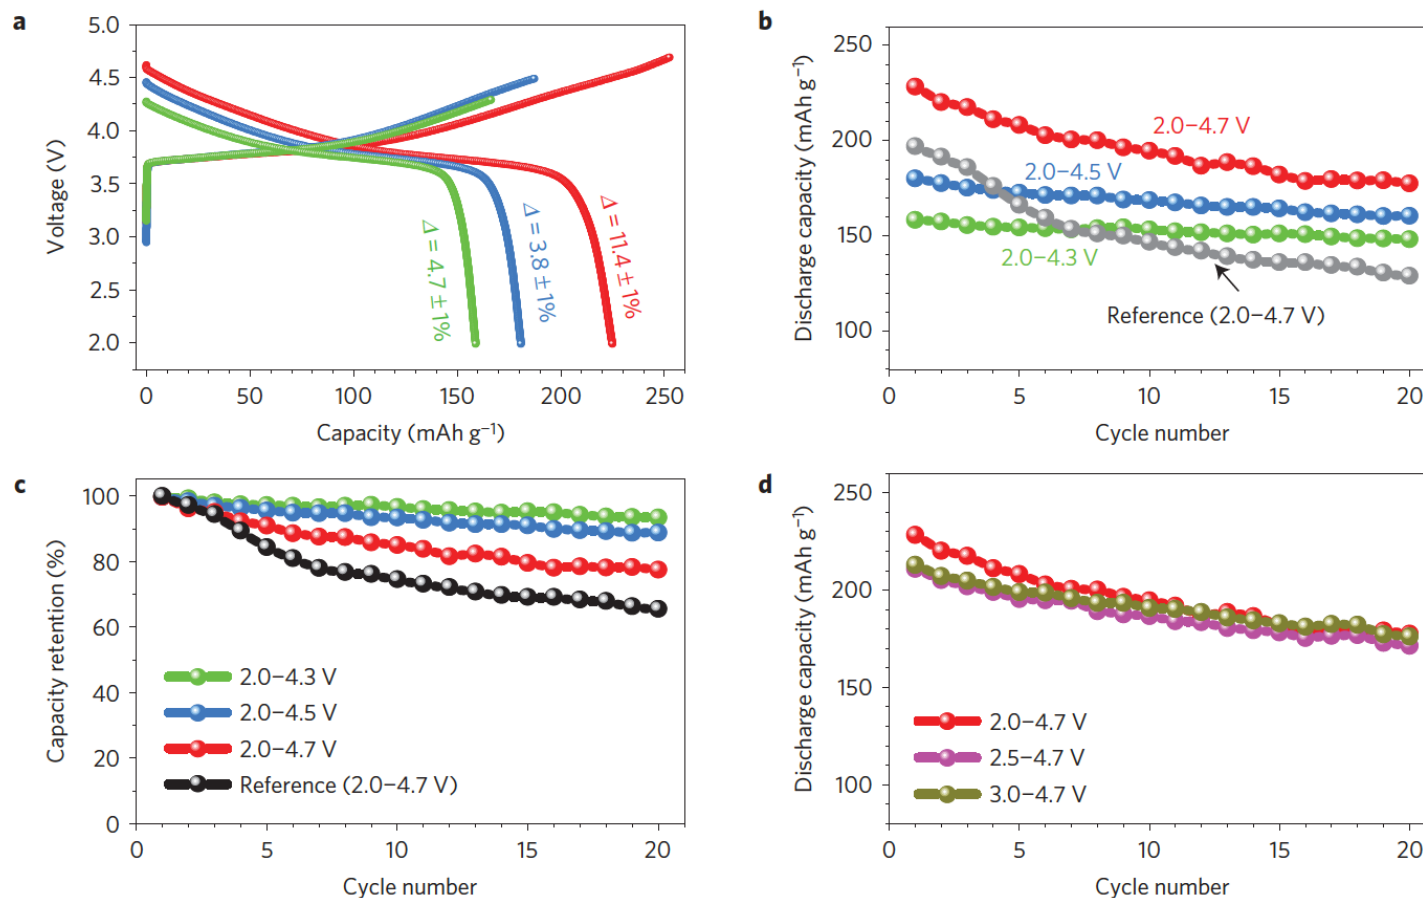 a
5.0
4.5
4.0
3.5
3.0
2.5
2.0
Voltage (V)
0
50
100
150
200
250
Capacity (mAh g⁻¹)
Δ = 4.7 ± 1%
Δ = 3.8 ± 1%
Δ = 11.4 ± 1%
b
250
200
150
100
Discharge capacity (mAh g⁻¹)
2.0–4.7 V
2.0–4.5 V
2.0–4.3 V
Reference (2.0–4.7 V)
0
5
10
15
20
Cycle number
c
100
80
60
40
20
0
Capacity retention (%)
2.0–4.3 V
2.0–4.5 V
2.0–4.7 V
Reference (2.0–4.7 V)
0
5
10
15
20
Cycle number
d
250
200
150
100
Discharge capacity (mAh g⁻¹)
2.0–4.7 V
2.5–4.7 V
3.0–4.7 V
0
5
10
15
20
Cycle number